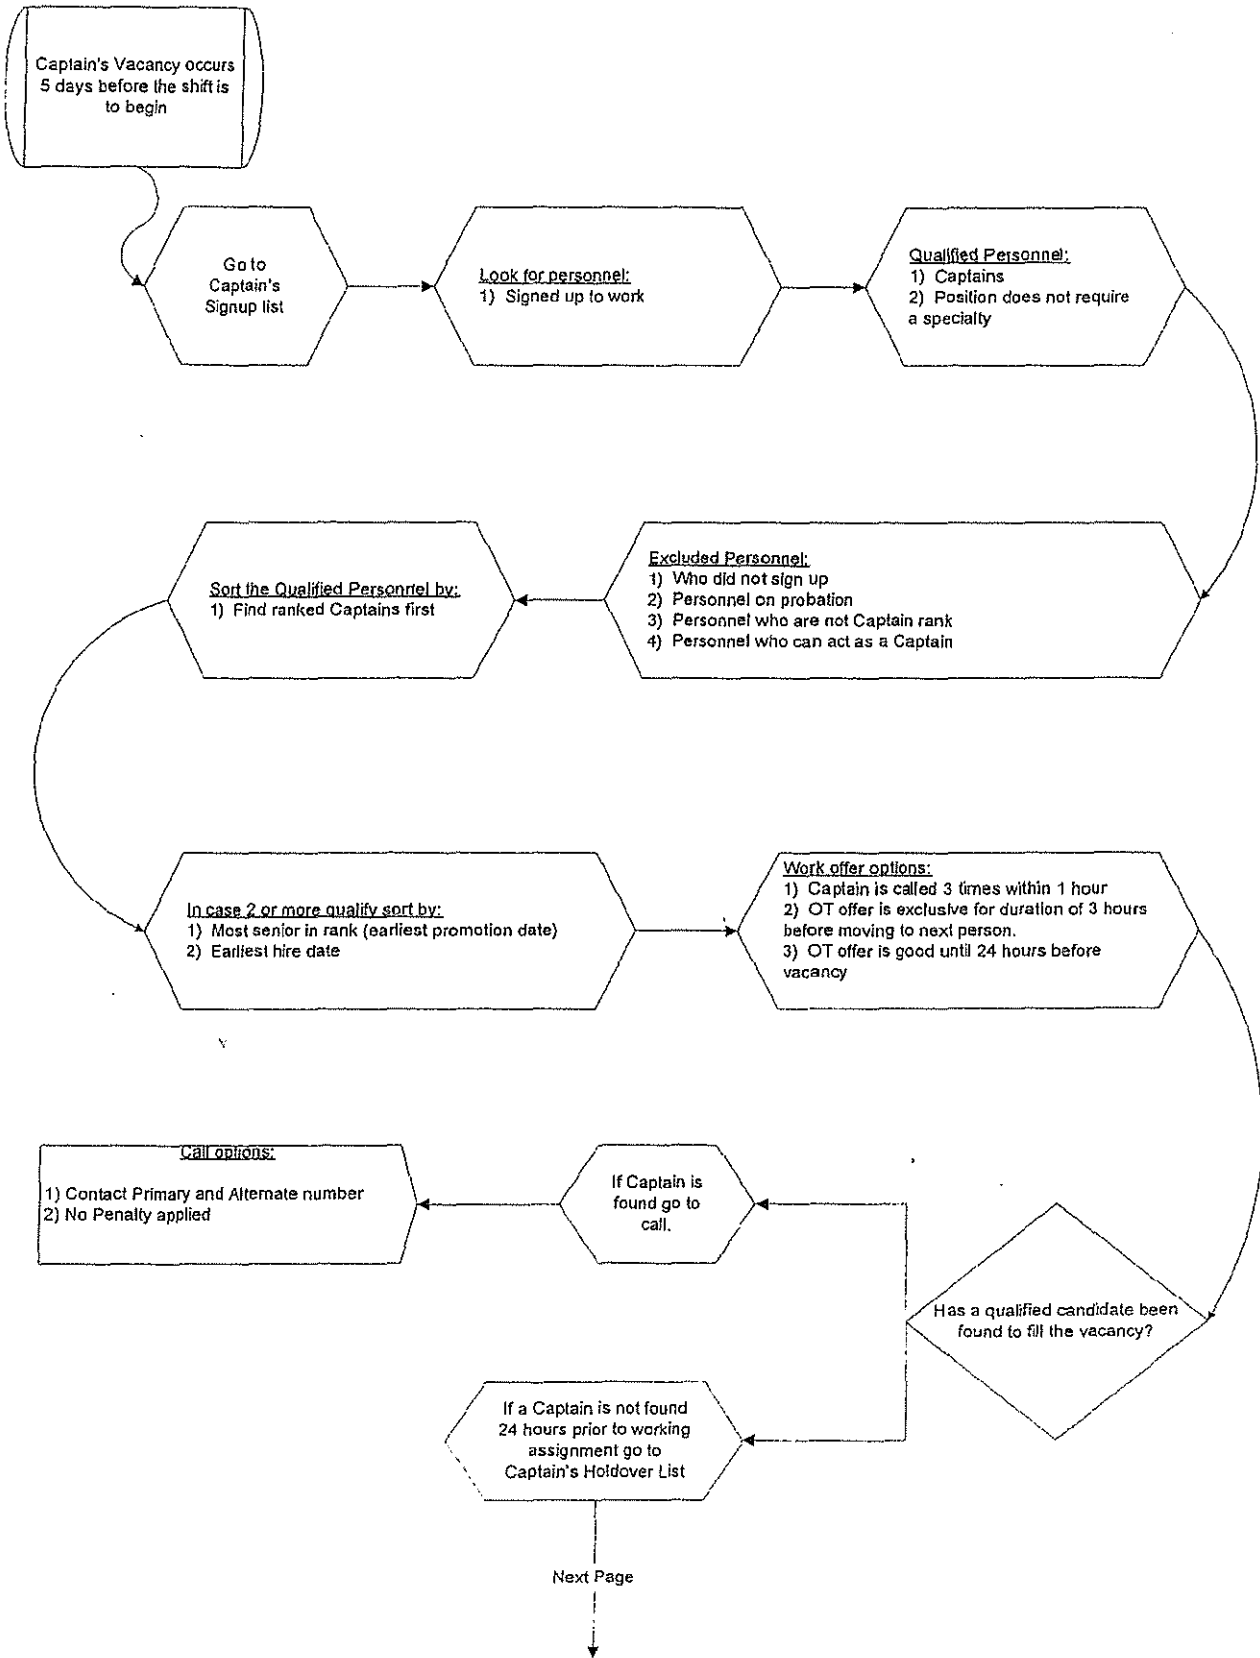 Captain's Vacancy occurs
5 days before the shift is
to begin
Go to
Captain's
Signup list
Look for personnel:
1) Signed up to work
Qualified Personnel:
1) Captains
2) Position does not require
a specialty
Excluded Personnel:
1) Who did not sign up
2) Personnel on probation
3) Personnel who are not Captain rank
4) Personnel who can act as a Captain
Sort the Qualified Personnel by:
1) Find ranked Captains first
In case 2 or more qualify sort by:
1) Most senior in rank (earliest promotion date)
2) Earliest hire date
Work offer options:
1) Captain is called 3 times within 1 hour
2) OT offer is exclusive for duration of 3 hours
before moving to next person.
3) OT offer is good until 24 hours before
vacancy
Has a qualified candidate been
found to fill the vacancy?
If Captain is
found go to
call.
Call options:
1) Contact Primary and Alternate number
2) No Penalty applied
If a Captain is not found
24 hours prior to working
assignment go to
Captain's Holdover List
Next Page